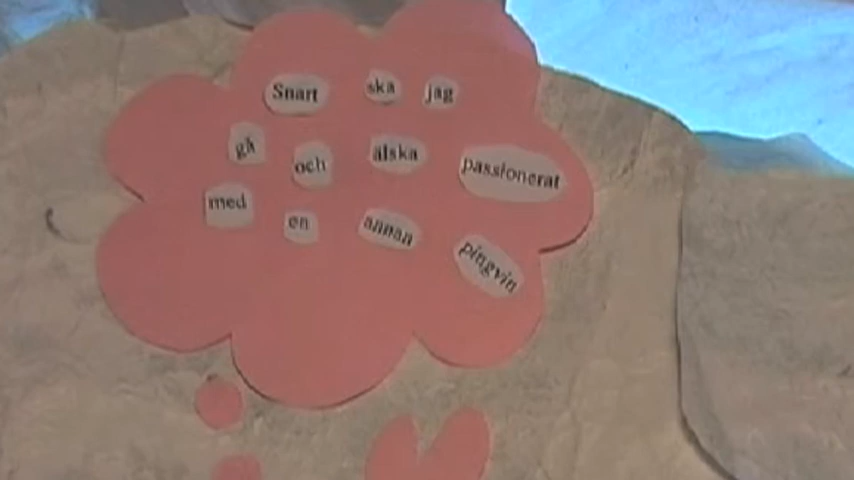 Snart ska jag
gå och älska passionerat
med en annan pingvin